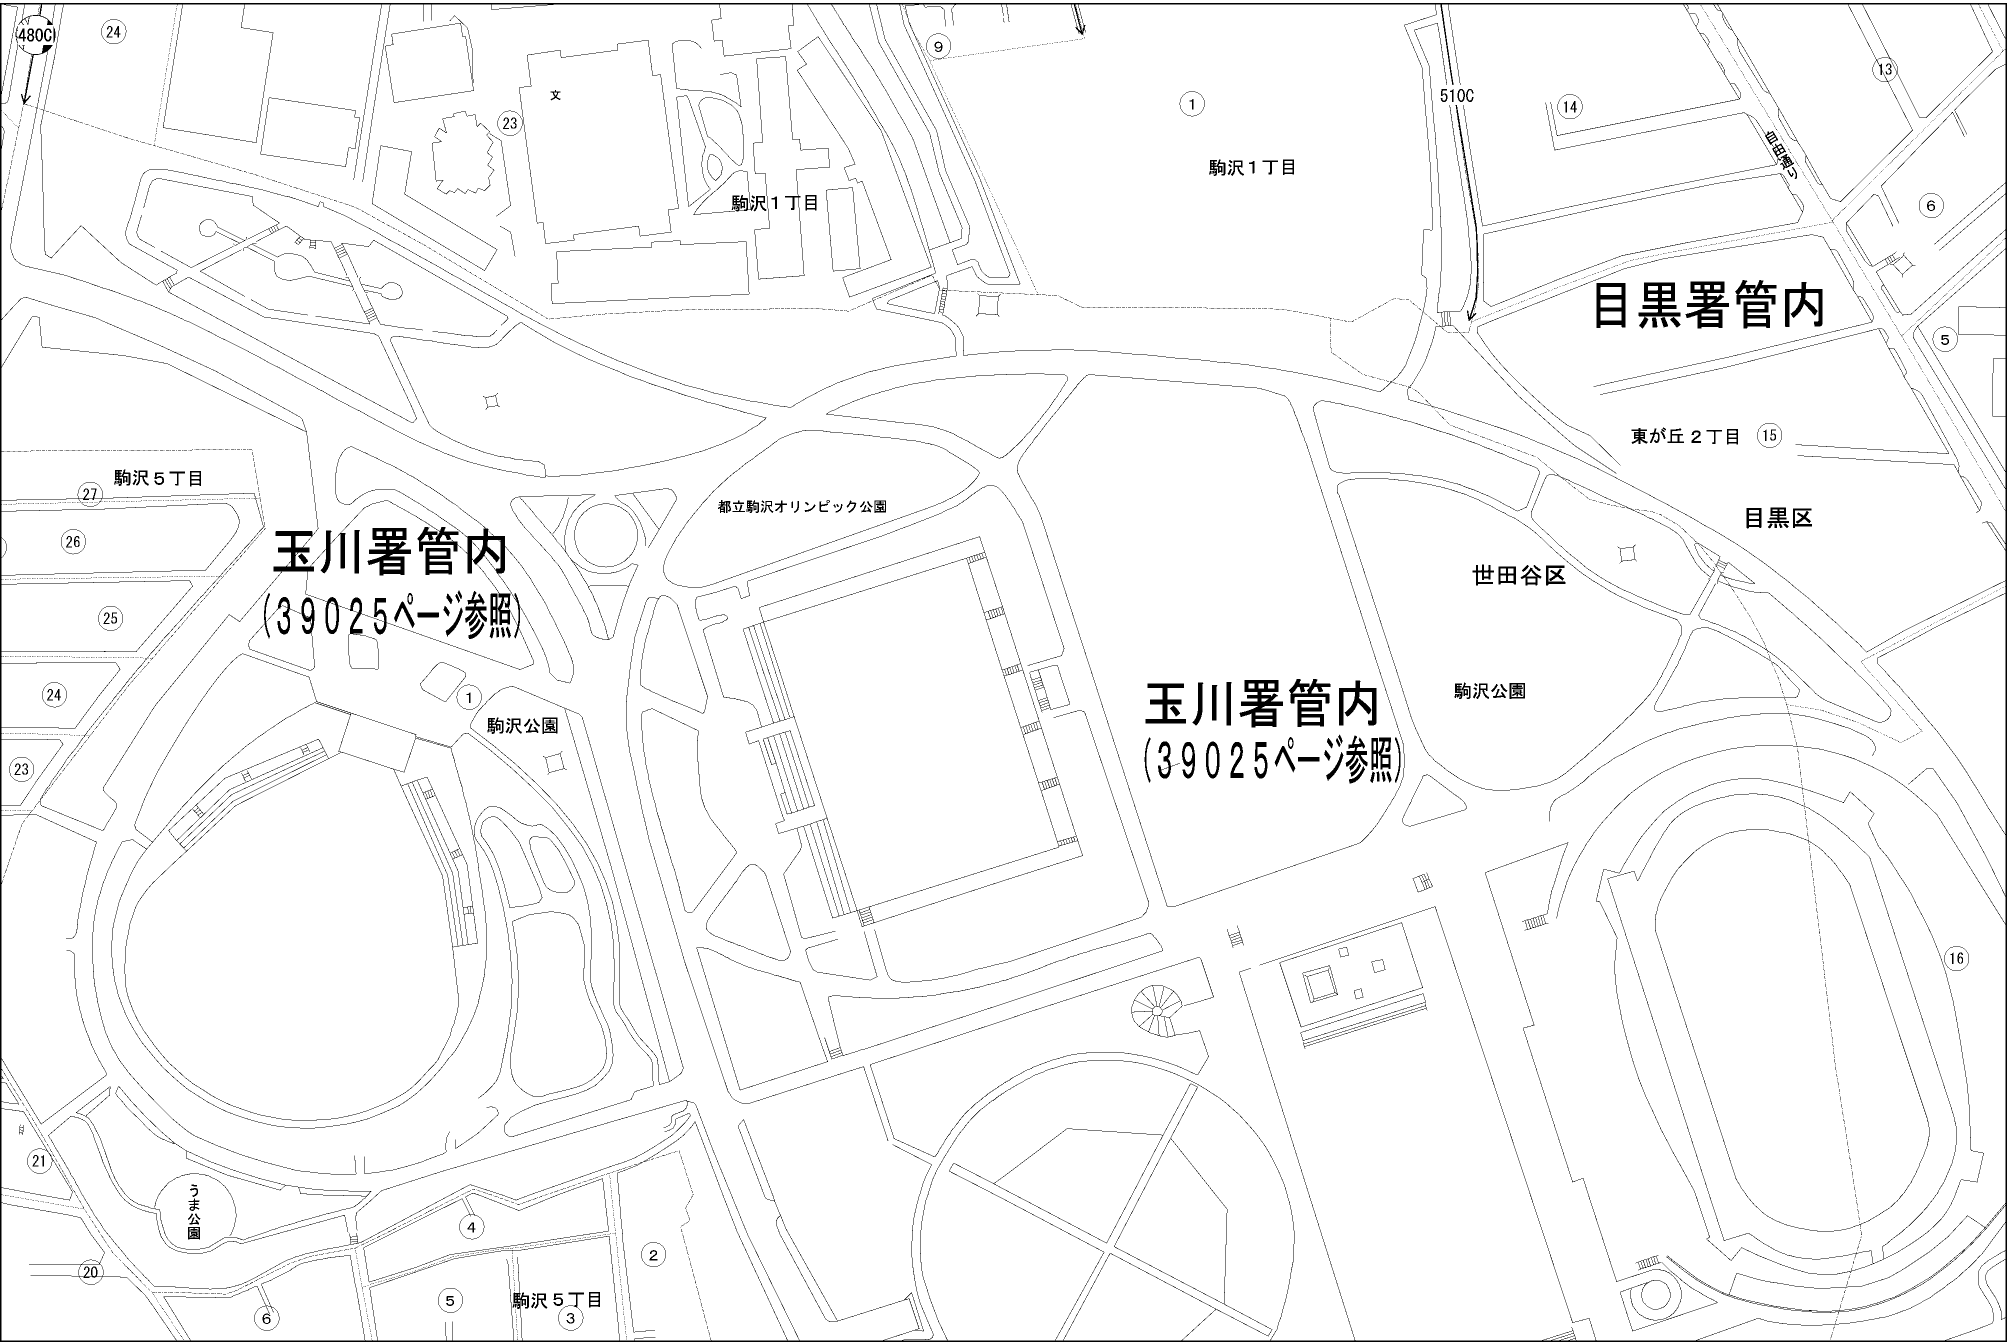 480C
24
文
23
9
1
510C
14
13
自由通り
6
駒沢１丁目
駒沢１丁目
目黒署管内
5
東が丘２丁目
15
駒沢５丁目
27
都立駒沢オリンピック公園
目黒区
26
玉川署管内
(３９０２５ページ参照)
世田谷区
25
24
1
駒沢公園
玉川署管内
(３９０２５ページ参照)
駒沢公園
23
16
21
うま公園
4
2
20
6
5
駒沢５丁目
3